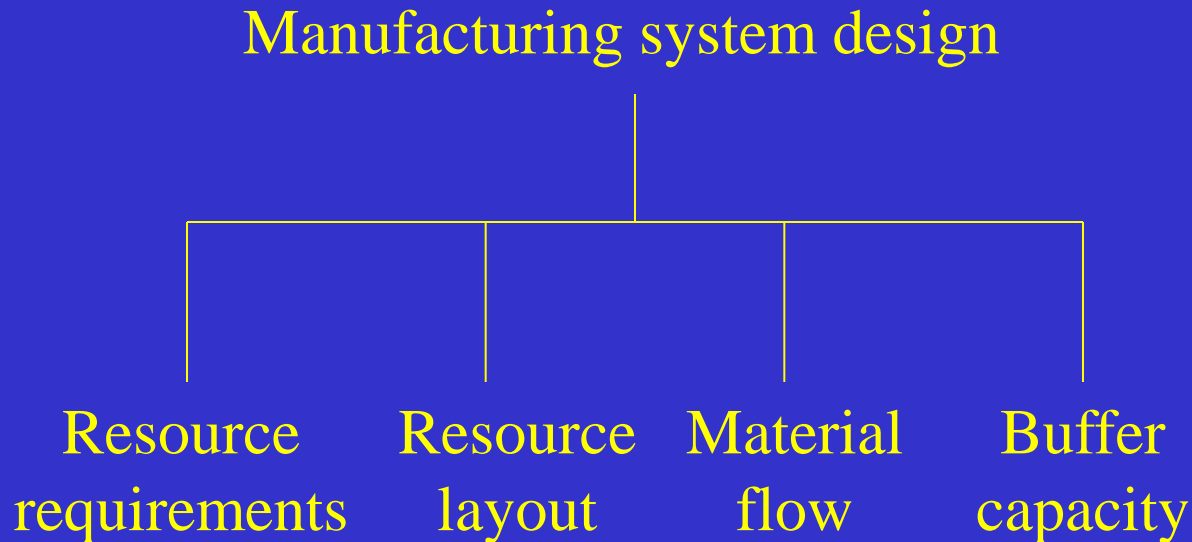 Manufacturing system design
Resource requirements
Resource layout
Material flow
Buffer capacity